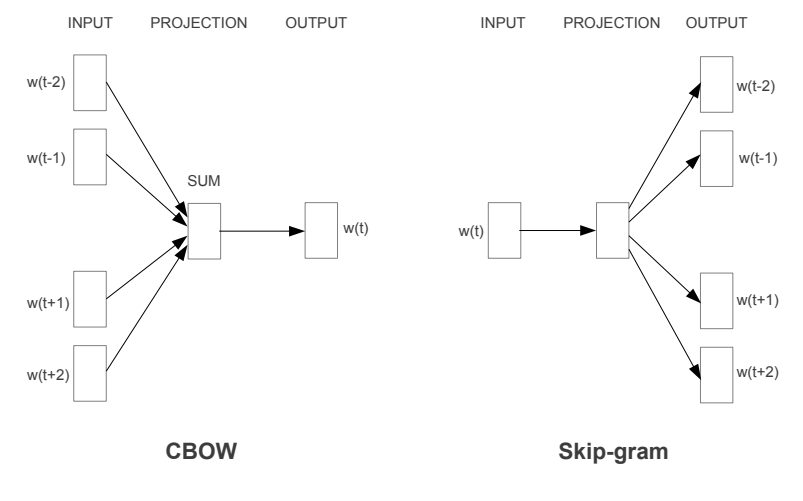 INPUT PROJECTION OUTPUT
w(t-2)
w(t-1)
SUM
w(t)
w(t+1)
w(t+2)
CBOW
INPUT PROJECTION OUTPUT
w(t-2)
w(t-1)
w(t)
w(t+1)
w(t+2)
Skip-gram